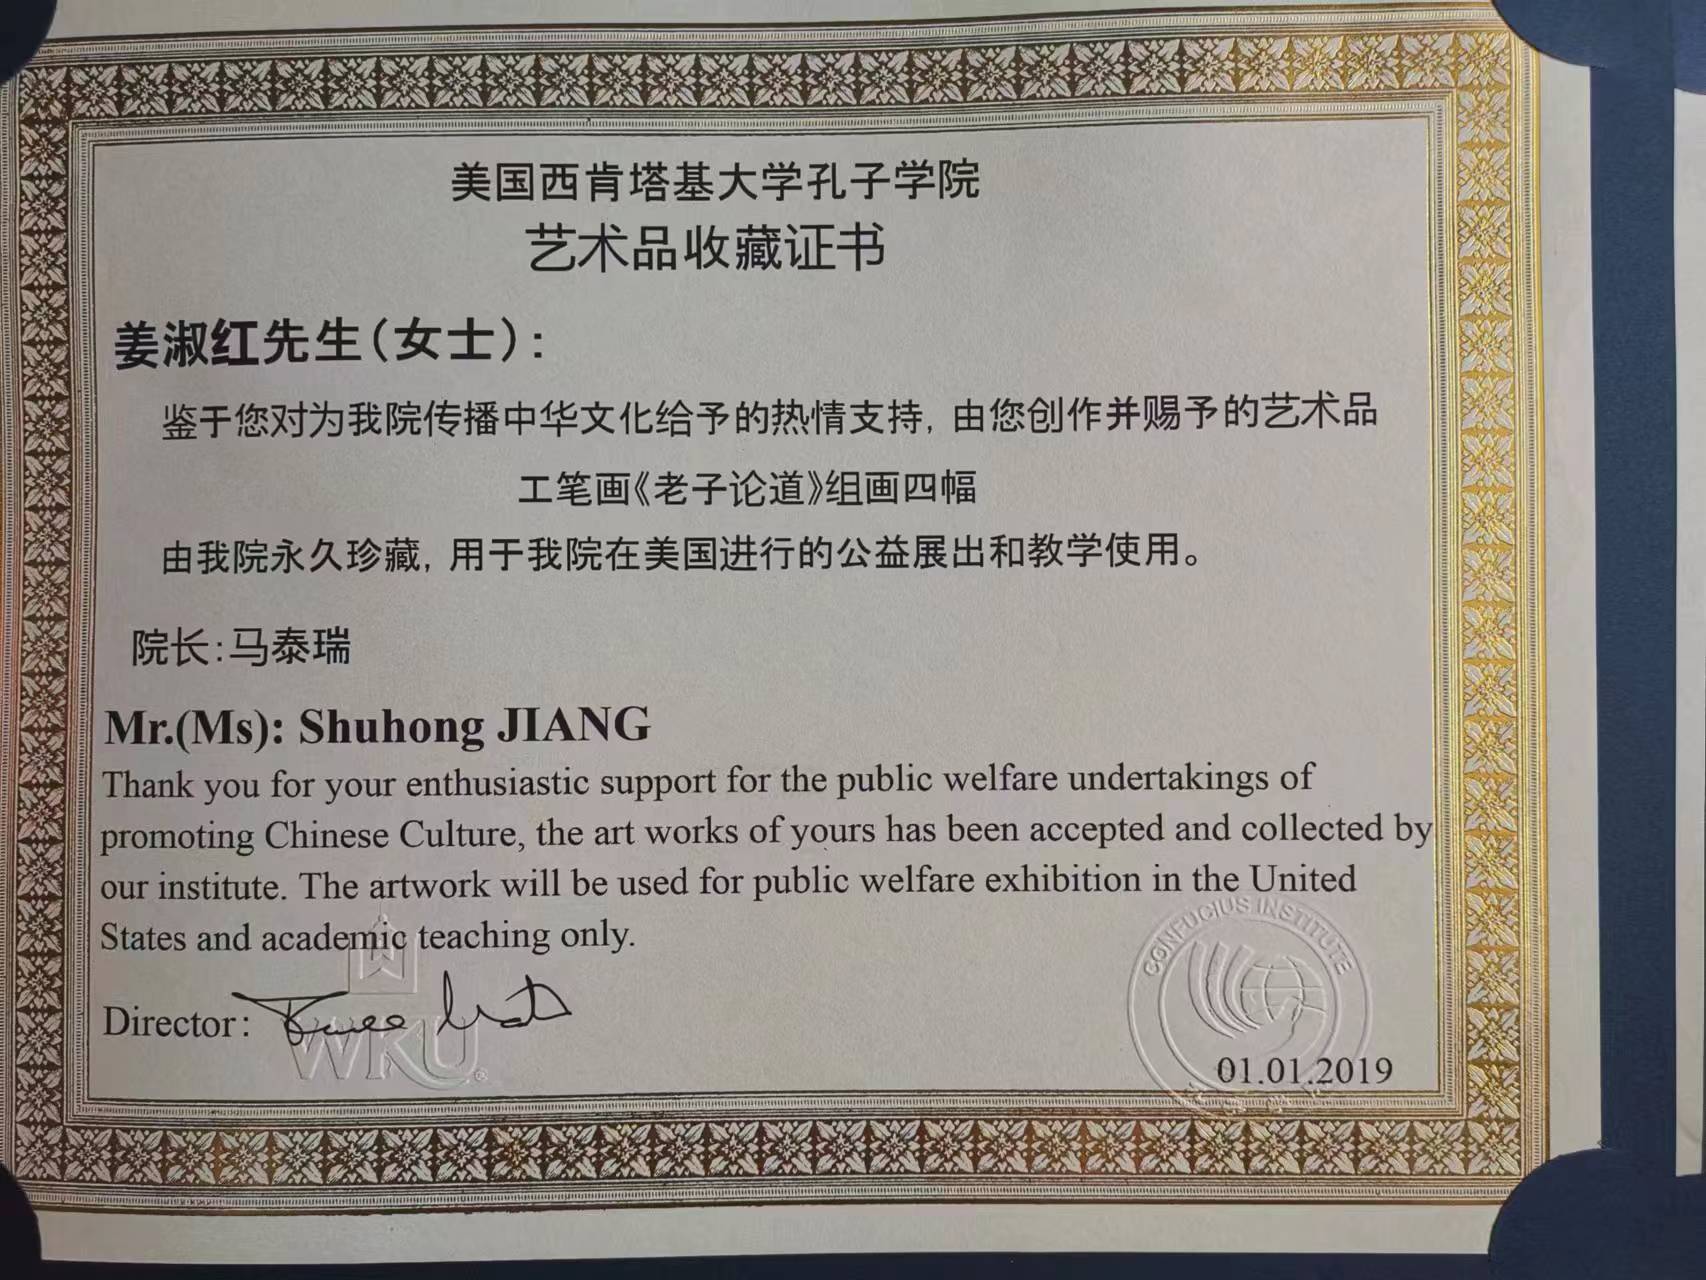 美国西肯塔基大学孔子学院
艺术品收藏证书
姜淑红先生(女士):
鉴于您对为我院传播中华文化给予的热情支持, 由您创作并赐予的艺术品
工笔画《老子论道》组画四幅
由我院永久珍藏, 用于我院在美国进行的公益展出和教学使用。
院长:马泰瑞
Mr.(Ms): Shuhong JIANG
Thank you for your enthusiastic support for the public welfare undertakings of
promoting Chinese Culture, the art works of yours has been accepted and collected by
our institute. The artwork will be used for public welfare exhibition in the United
States and academic teaching only.
Director:
WKU®
CONFUCIUS INSTITUTE
01.01.2019